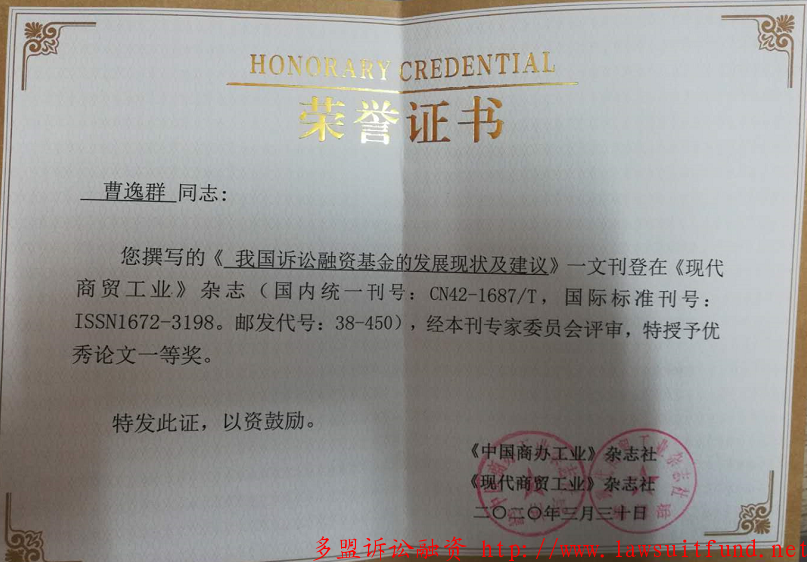 HONORARY CREDENTIAL
荣誉证书
曹逸群 同志：
您撰写的《 我国诉讼融资基金的发展现状及建议》一文刊登在《现代
商贸工业》杂志（国内统一刊号：CN42-1687/T，国际标准刊号：
ISSN1672-3198。邮发代号：38-450），经本刊专家委员会评审，特授予优
秀论文一等奖。
特发此证，以资鼓励。
《中国商办工业》杂志社
《现代商贸工业》杂志社
二〇二〇年三月三十日
多盟诉讼融资 http://www.lawsuitfund.net